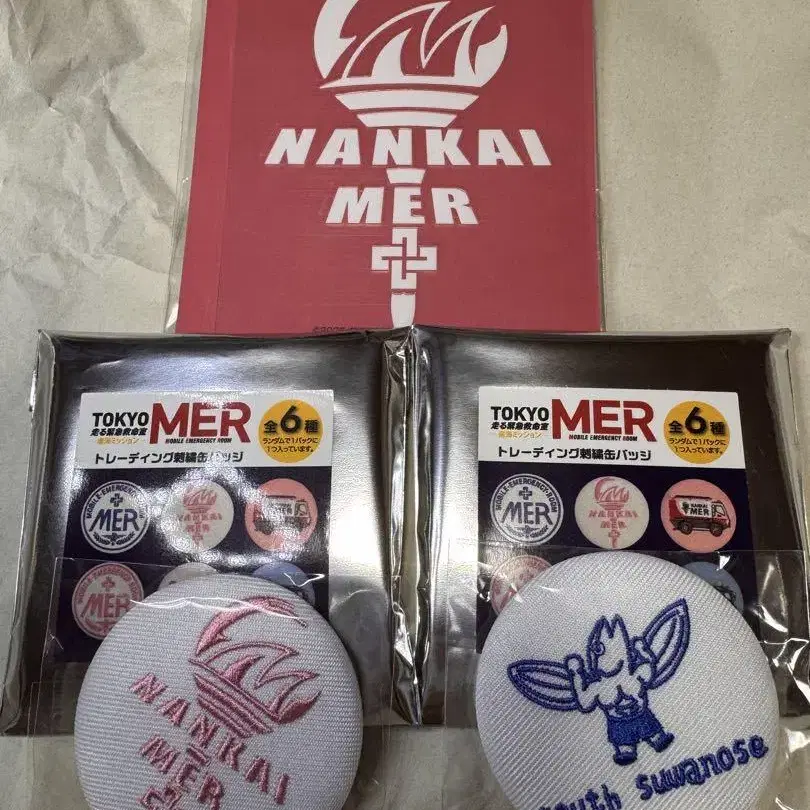 NANKAI
MER
TOKYO MER
走る緊急救命室
南海ミッション
MOBILE EMERGENCY ROOM
全6種
ランダムで1パックに
1つ入っています。
トレーディング刺繍缶バッジ
MOBILE-EMERGENCY-ROOM
MER
NANKAI
MER
NANKAI
MER
MER
TOKYO MER
走る緊急救命室
南海ミッション
MOBILE EMERGENCY ROOM
全6種
ランダムで1パックに
1つ入っています。
トレーディング刺繍缶バッジ
MOBILE-EMERGENCY-ROOM
MER
NANKAI
MER
NANKAI
MER
NANKAI
MER
suwanose